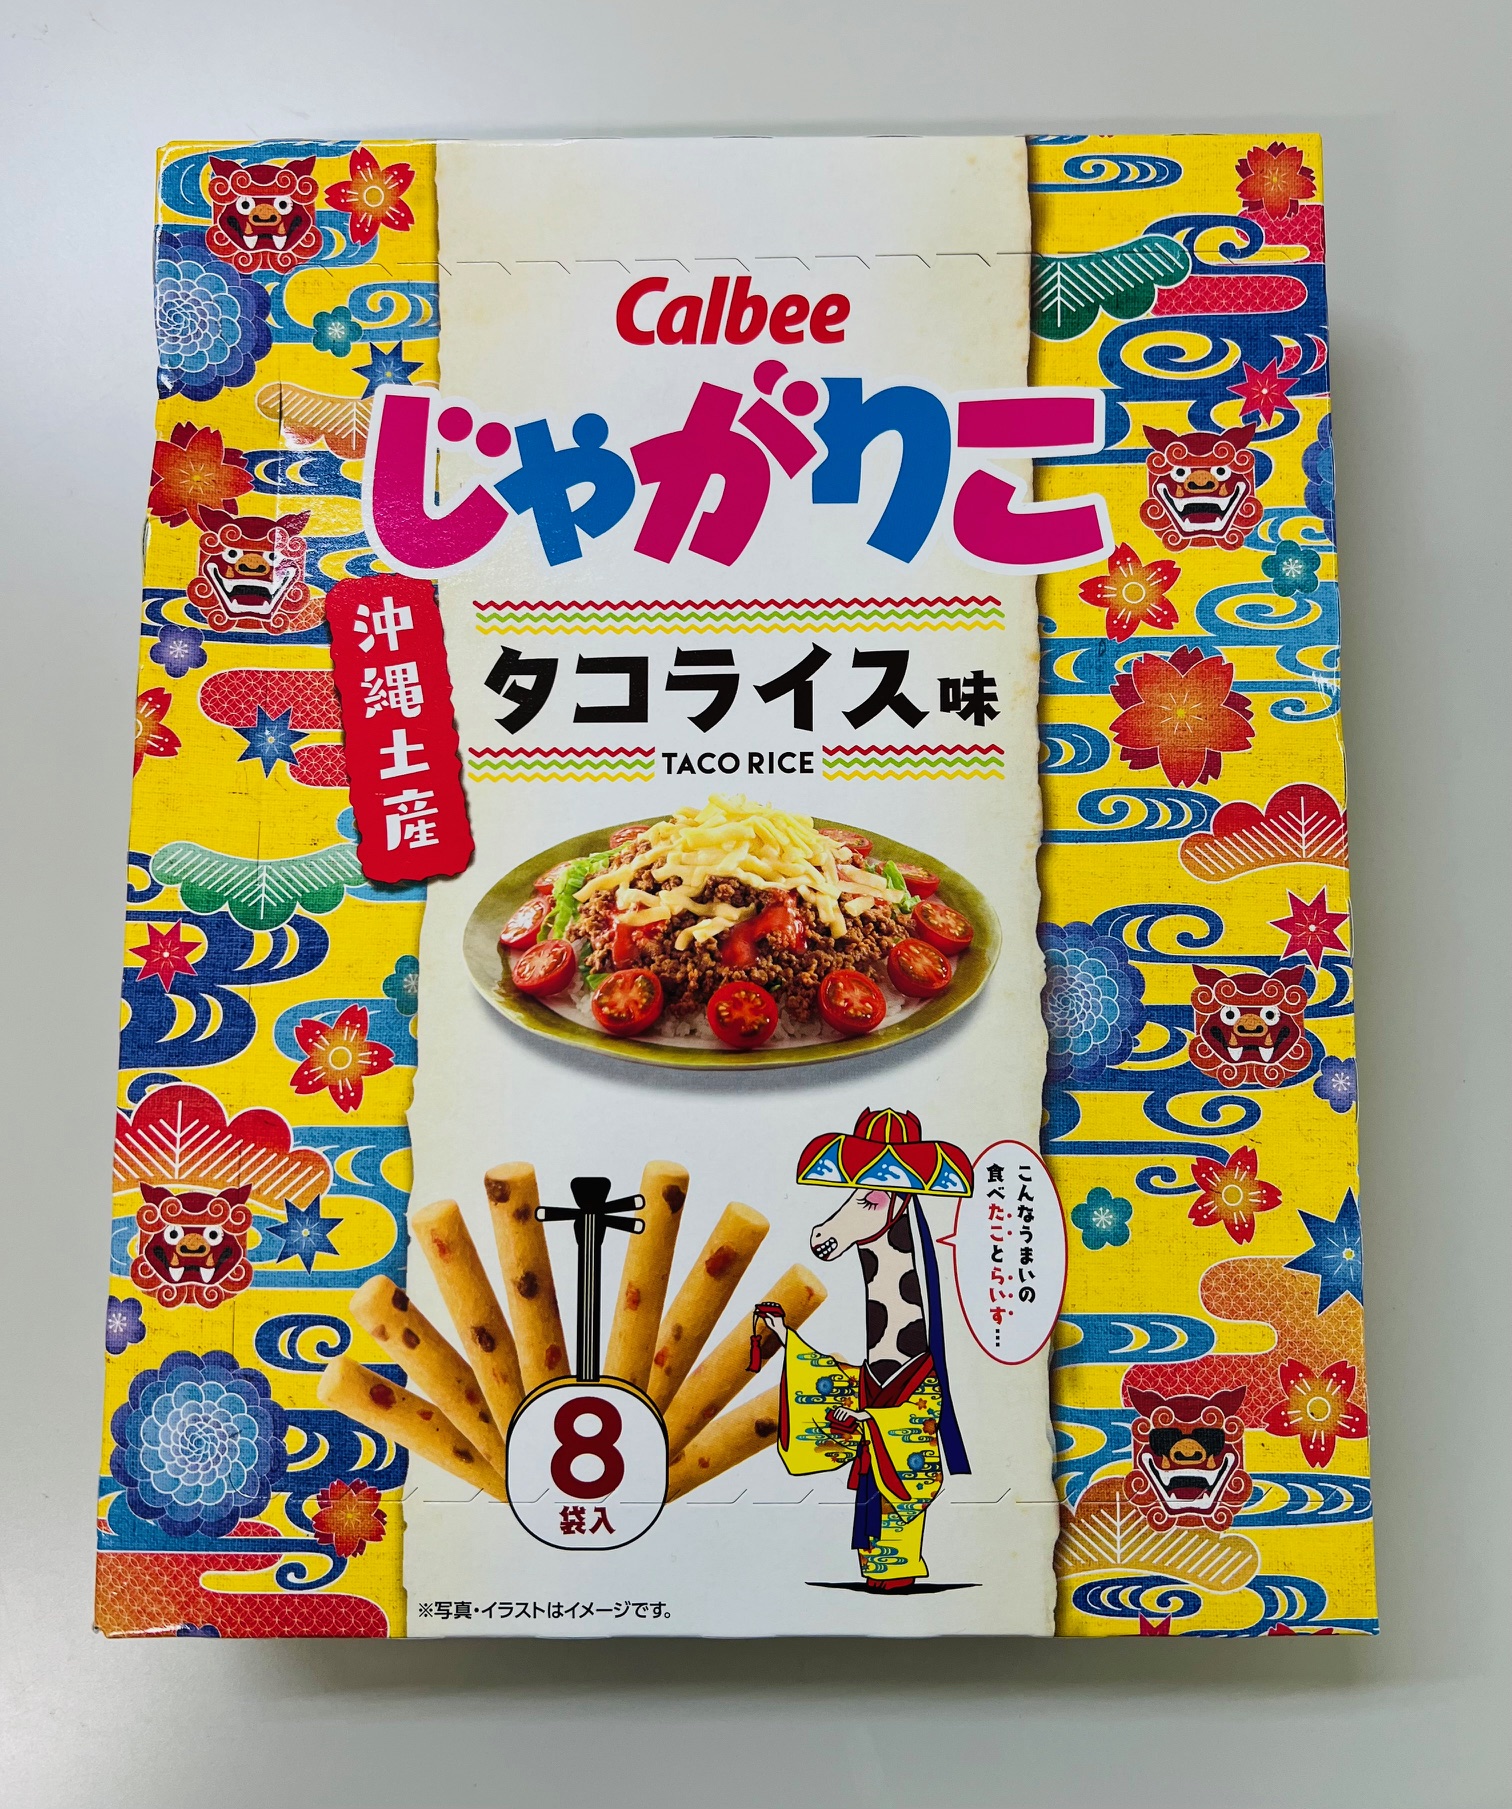 Calbee
じゃがりこ
沖縄土産
タコライス味
TACO RICE
こんなうまいの
食べたことらいす…
8
袋入
※写真・イラストはイメージです。